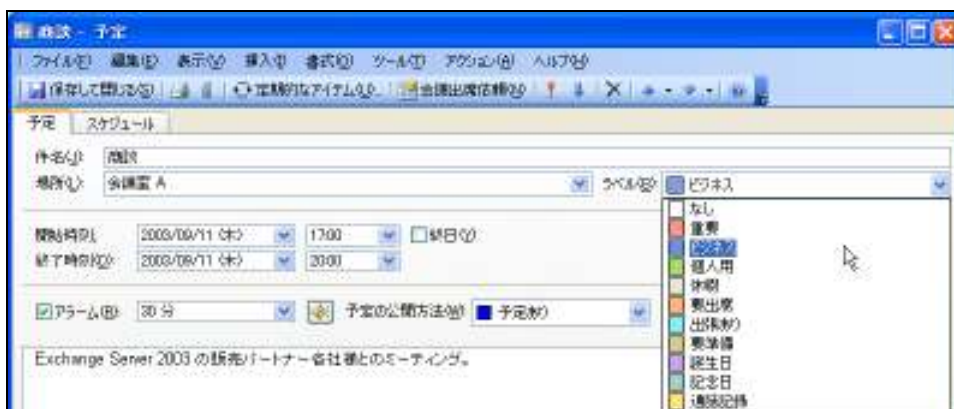 商談 - 予定
ファイル(F) 編集(E) 表示(V) 挿入(I) 書式(O) ツール(T) アクション(A) ヘルプ(H)
保存して閉じる(S) 定期的なアイテム(U)... 会議出席依頼(N)
予定 スケジュール
件名(J): 商談
場所(L): 会議室 A ラベル(B): ビジネス
開始時刻: 2003/09/11 (木) 17:00 終日(Y)
終了時刻(D): 2003/09/11 (木) 20:00
アラーム(R): 30 分 予定の公開方法(W): 予定あり
Exchange Server 2003 の販売パートナー各社様とのミーティング。
なし
重要
ビジネス
個人用
休暇
要出席
出張あり
要準備
誕生日
記念日
連絡記録